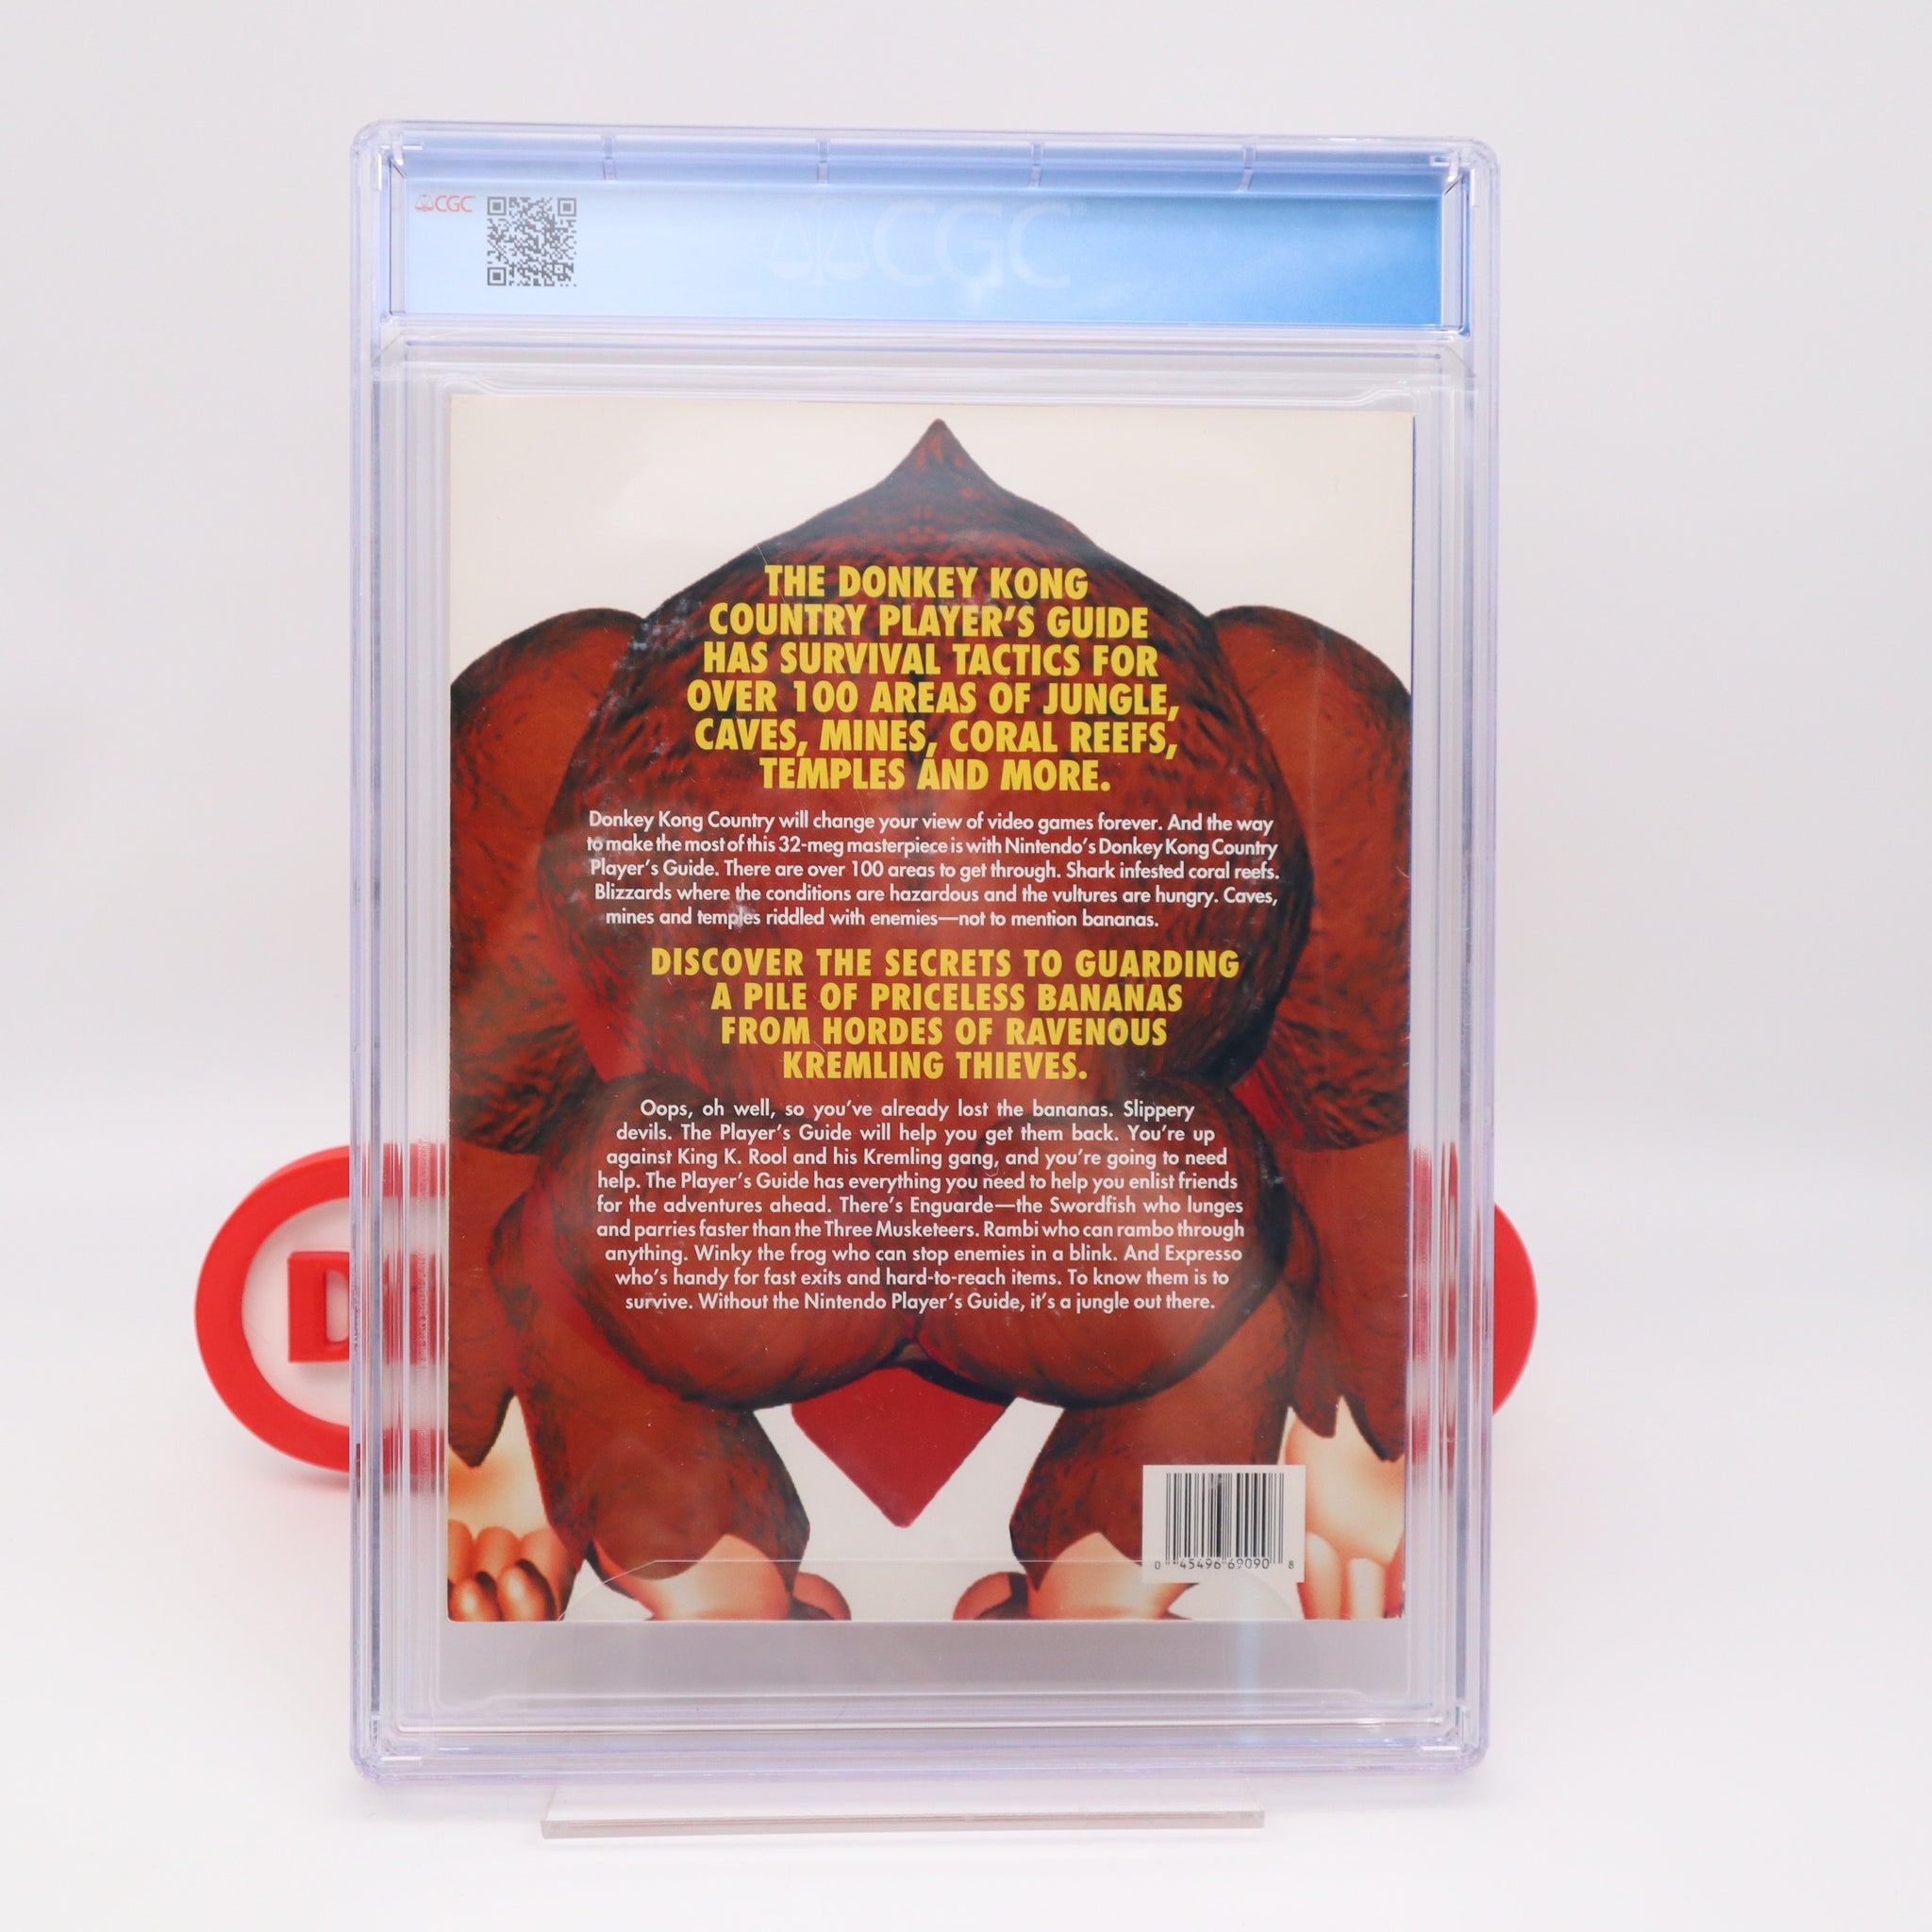 CGC
CGC
THE DONKEY KONG
COUNTRY PLAYER'S GUIDE
HAS SURVIVAL TACTICS FOR
OVER 100 AREAS OF JUNGLE,
CAVES, MINES, CORAL REEFS,
TEMPLES AND MORE.
Donkey Kong Country will change your view of video games forever. And the way
to make the most of this 32-meg masterpiece is with Nintendo's Donkey Kong Country
Player's Guide. There are over 100 areas to get through. Shark infested coral reefs.
Blizzards where the conditions are hazardous and the vultures are hungry. Caves,
mines and temples riddled with enemies—not to mention bananas.
DISCOVER THE SECRETS TO GUARDING
A PILE OF PRICELESS BANANAS
FROM HORDES OF RAVENOUS
KREMLING THIEVES.
Oops, oh well, so you've already lost the bananas. Slippery
devils. The Player's Guide will help you get them back. You're up
against King K. Rool and his Kremling gang, and you're going to need
help. The Player's Guide has everything you need to help you enlist friends
for the adventures ahead. There's Enguarde—the Swordfish who lunges
and parries faster than the Three Musketeers. Rambi who can rambo through
anything. Winky the frog who can stop enemies in a blink. And Expresso
who's handy for fast exits and hard-to-reach items. To know them is to
survive. Without the Nintendo Player's Guide, it's a jungle out there.
D
0 45496 69090 8